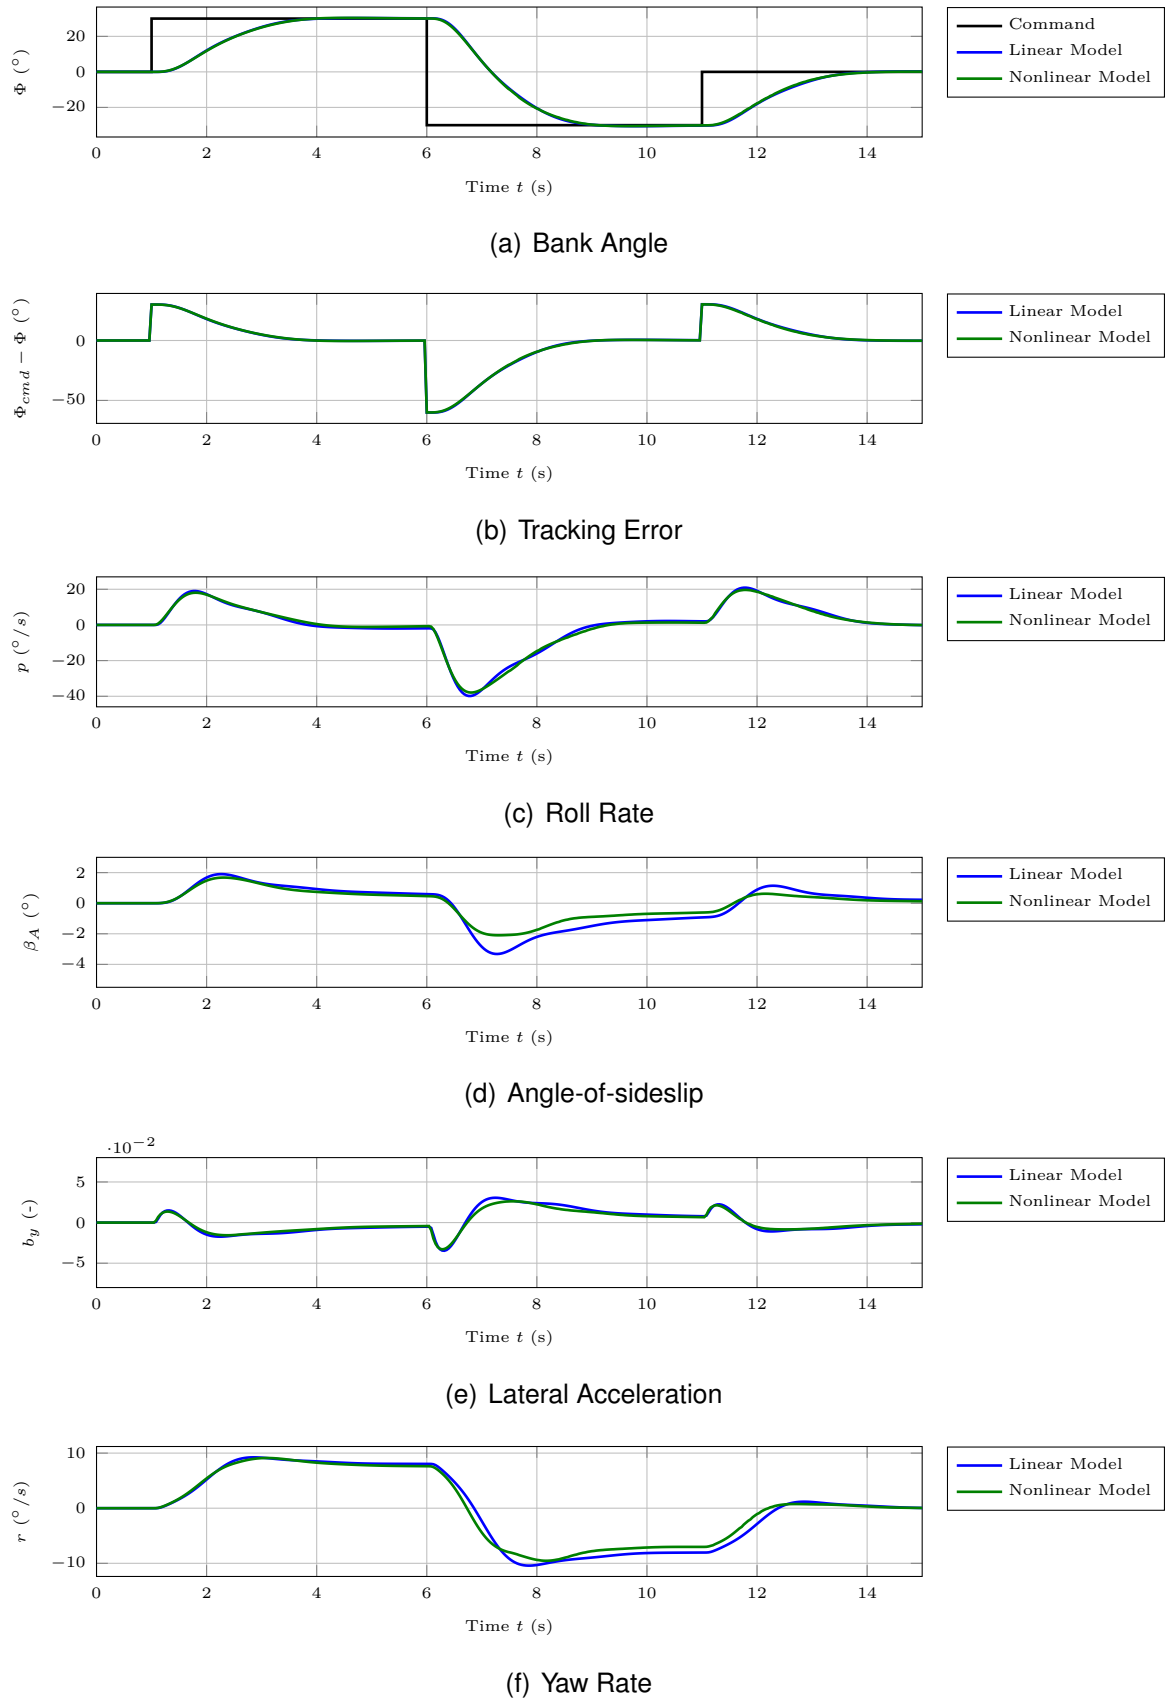 20
0
−20
Φ (°)
0 2 4 6 8 10 12 14
Time t (s)
Command
Linear Model
Nonlinear Model
(a) Bank Angle
0
−50
Φcmd − Φ (°)
0 2 4 6 8 10 12 14
Time t (s)
Linear Model
Nonlinear Model
(b) Tracking Error
20
0
−20
−40
p (°/s)
0 2 4 6 8 10 12 14
Time t (s)
Linear Model
Nonlinear Model
(c) Roll Rate
2
0
−2
−4
βA (°)
0 2 4 6 8 10 12 14
Time t (s)
Linear Model
Nonlinear Model
(d) Angle-of-sideslip
·10−2
5
0
−5
by (-)
0 2 4 6 8 10 12 14
Time t (s)
Linear Model
Nonlinear Model
(e) Lateral Acceleration
10
0
−10
r (°/s)
0 2 4 6 8 10 12 14
Time t (s)
Linear Model
Nonlinear Model
(f) Yaw Rate